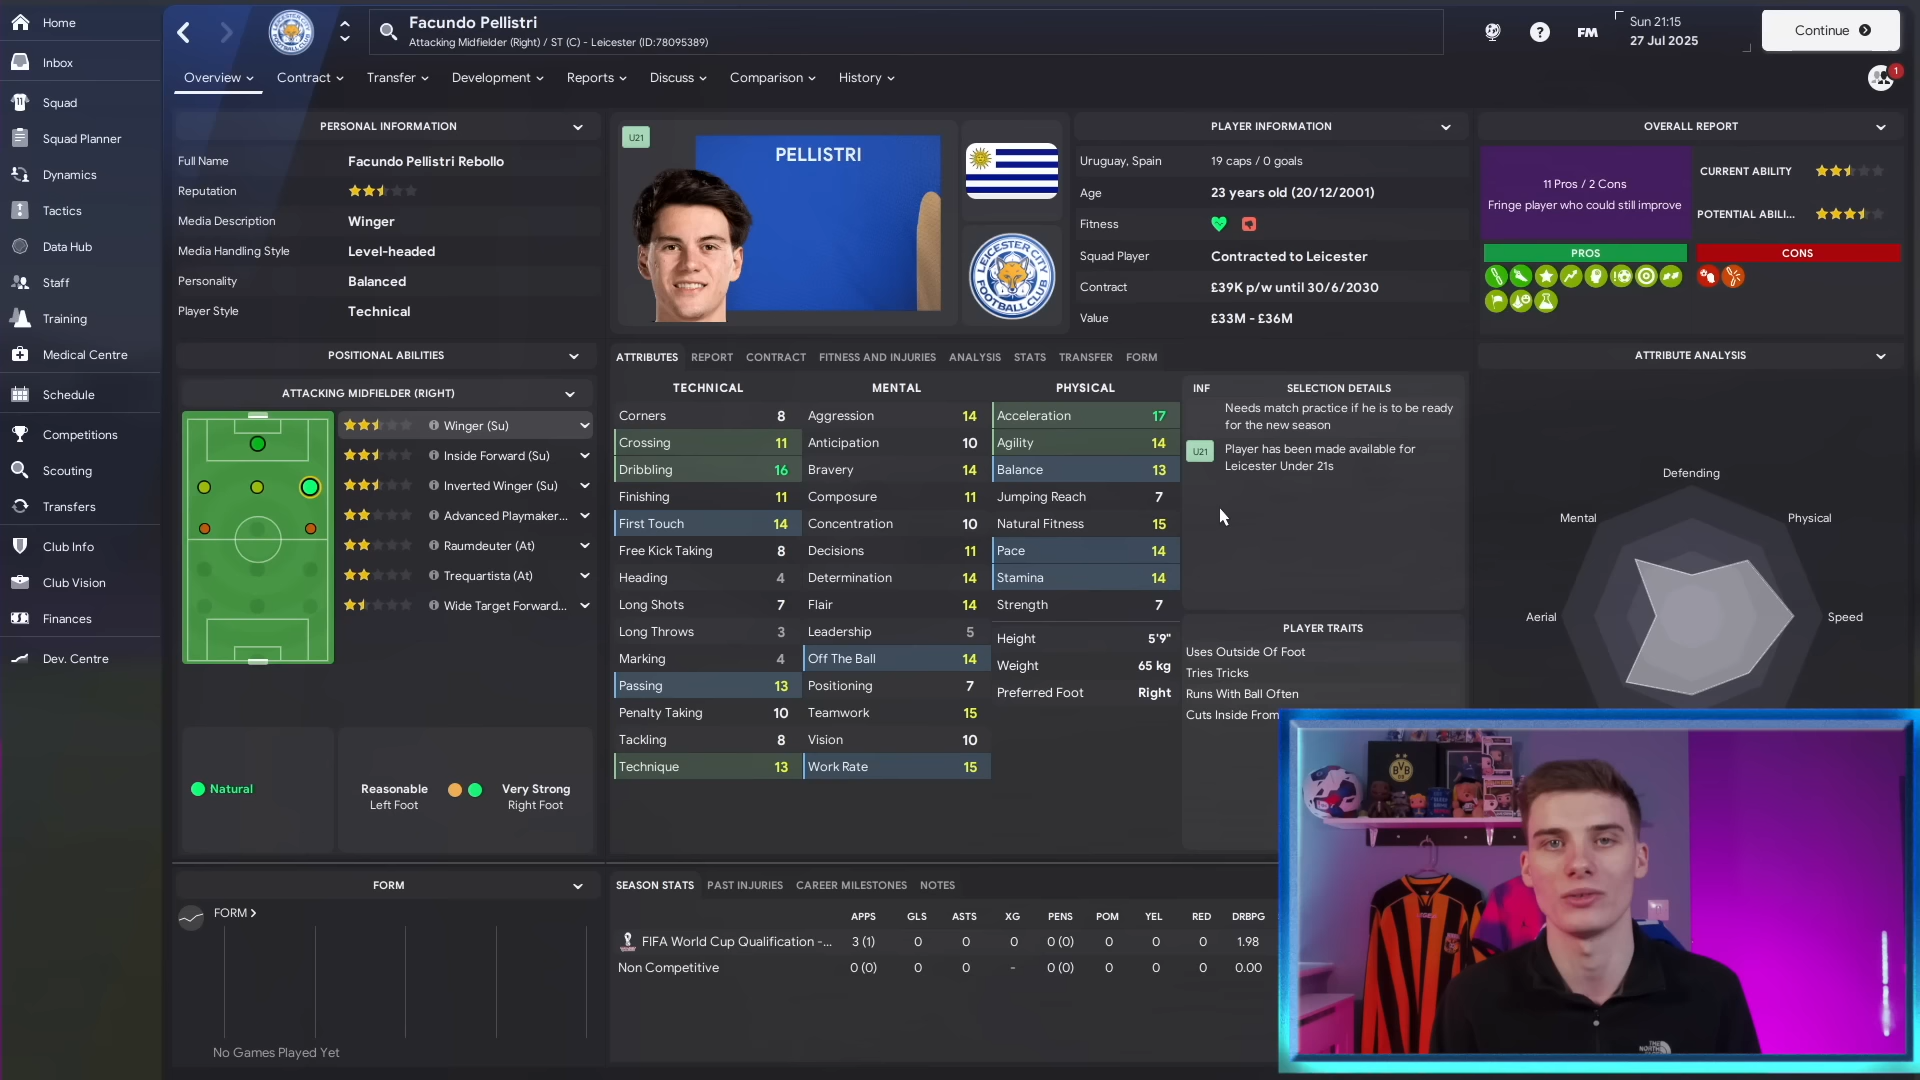 Home
Inbox
Squad
Squad Planner
Dynamics
Tactics
Data Hub
Staff
Training
Medical Centre
Schedule
Competitions
Scouting
Transfers
Club Info
Club Vision
Finances
Dev. Centre
Facundo Pellistri
Attacking Midfielder (Right) / ST (C) - Leicester (ID:78095389)
FM
Sun 21:15
27 Jul 2025
Continue
Overview Contract Transfer Development Reports Discuss Comparison History
1
PERSONAL INFORMATION
Full Name Facundo Pellistri Rebollo
Reputation
Media Description Winger
Media Handling Style Level-headed
Personality Balanced
Player Style Technical
U21
PELLISTRI
LEICESTER CITY
FOOTBALL CLUB
PLAYER INFORMATION
Uruguay, Spain 19 caps / 0 goals
Age 23 years old (20/12/2001)
Fitness
Squad Player Contracted to Leicester
Contract £39K p/w until 30/6/2030
Value £33M - £36M
OVERALL REPORT
11 Pros / 2 Cons
Fringe player who could still improve
CURRENT ABILITY
POTENTIAL ABILI...
PROS CONS
POSITIONAL ABILITIES
ATTACKING MIDFIELDER (RIGHT)
Winger (Su)
Inside Forward (Su)
Inverted Winger (Su)
Advanced Playmaker...
Raumdeuter (At)
Trequartista (At)
Wide Target Forward...
Natural
Reasonable
Left Foot
Very Strong
Right Foot
ATTRIBUTES REPORT CONTRACT FITNESS AND INJURIES ANALYSIS STATS TRANSFER FORM
TECHNICAL
Corners 8
Crossing 11
Dribbling 16
Finishing 11
First Touch 14
Free Kick Taking 8
Heading 4
Long Shots 7
Long Throws 3
Marking 4
Passing 13
Penalty Taking 10
Tackling 8
Technique 13
MENTAL
Aggression 14
Anticipation 10
Bravery 14
Composure 11
Concentration 10
Decisions 11
Determination 14
Flair 14
Leadership 5
Off The Ball 14
Positioning 7
Teamwork 15
Vision 10
Work Rate 15
PHYSICAL
Acceleration 17
Agility 14
Balance 13
Jumping Reach 7
Natural Fitness 15
Pace 14
Stamina 14
Strength 7
Height 5'9"
Weight 65 kg
Preferred Foot Right
INF SELECTION DETAILS
Needs match practice if he is to be ready
for the new season
U21
Player has been made available for
Leicester Under 21s
PLAYER TRAITS
Uses Outside Of Foot
Tries Tricks
Runs With Ball Often
Cuts Inside From
ATTRIBUTE ANALYSIS
Defending
Mental
Physical
Aerial
Speed
FORM
FORM
No Games Played Yet
SEASON STATS PAST INJURIES CAREER MILESTONES NOTES
APPS GLS ASTS XG PENS POM YEL RED DRBPG
FIFA World Cup Qualification -... 3 (1) 0 0 0 0 (0) 0 0 0 1.98
Non Competitive 0 (0) 0 0 - 0 (0) 0 0 0 0.00
BVB
09
THE
NORTH